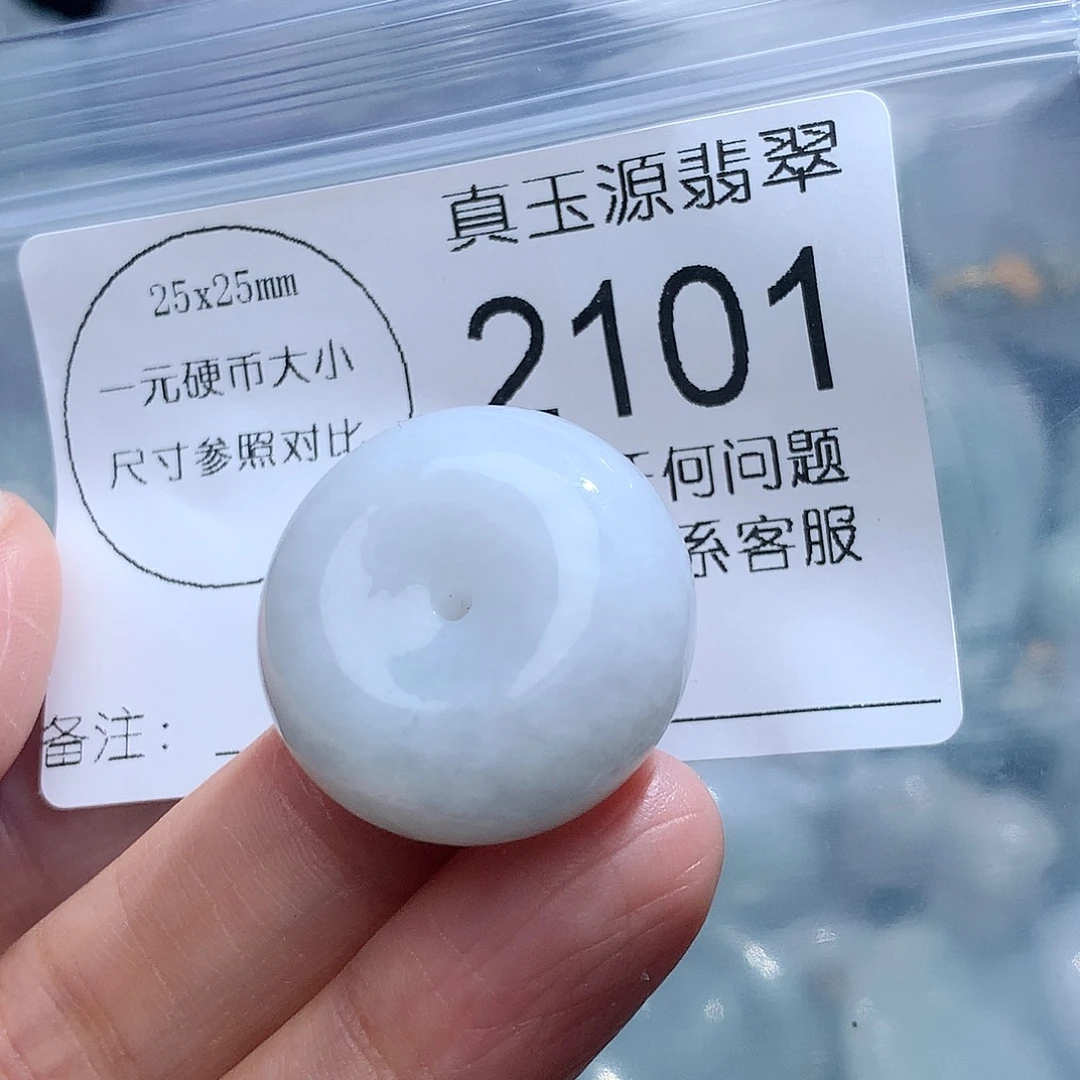 真玉源翡翠
2101
25x25mm
一元硬币大小
尺寸参照对比
何问题
系客服
备注：